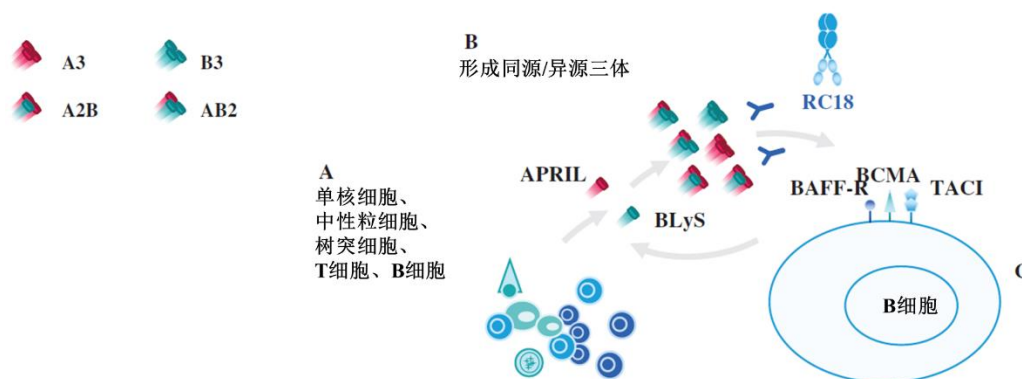 A3
B3
A2B
AB2
B
形成同源/异源三体
RC18
A
单核细胞、
中性粒细胞、
树突细胞、
T细胞、B细胞
APRIL
BLyS
BCMA
BAFF-R
TACI
B细胞